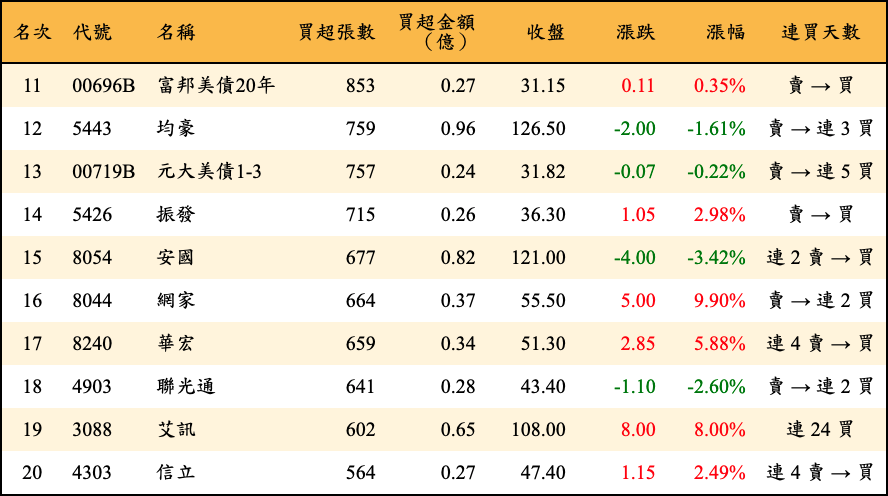 名次 代號 名稱 買超張數 買超金額（億） 收盤 漲跌 漲幅 連買天數
11 00696B 富邦美債20年 853 0.27 31.15 0.11 0.35% 賣 → 買
12 5443 均豪 759 0.96 126.50 -2.00 -1.61% 賣 → 連 3 買
13 00719B 元大美債1-3 757 0.24 31.82 -0.07 -0.22% 賣 → 連 5 買
14 5426 振發 715 0.26 36.30 1.05 2.98% 賣 → 買
15 8054 安國 677 0.82 121.00 -4.00 -3.42% 連 2 賣 → 買
16 8044 網家 664 0.37 55.50 5.00 9.90% 賣 → 連 2 買
17 8240 華宏 659 0.34 51.30 2.85 5.88% 連 4 賣 → 買
18 4903 聯光通 641 0.28 43.40 -1.10 -2.60% 賣 → 連 2 買
19 3088 艾訊 602 0.65 108.00 8.00 8.00% 連 24 買
20 4303 信立 564 0.27 47.40 1.15 2.49% 連 4 賣 → 買